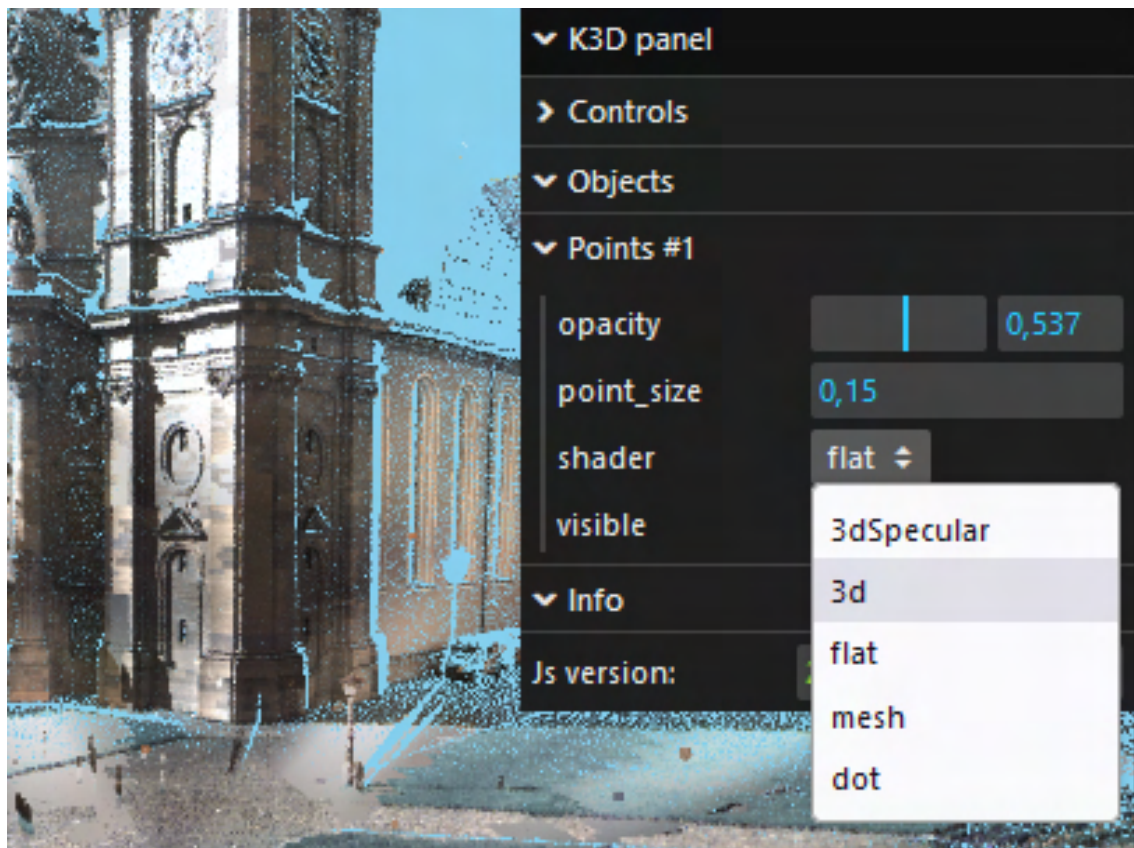 K3D panel
Controls
Objects
Points #1
opacity 0,537
point_size 0,15
shader flat
visible
3dSpecular
3d
Info
flat
Js version:
mesh
dot